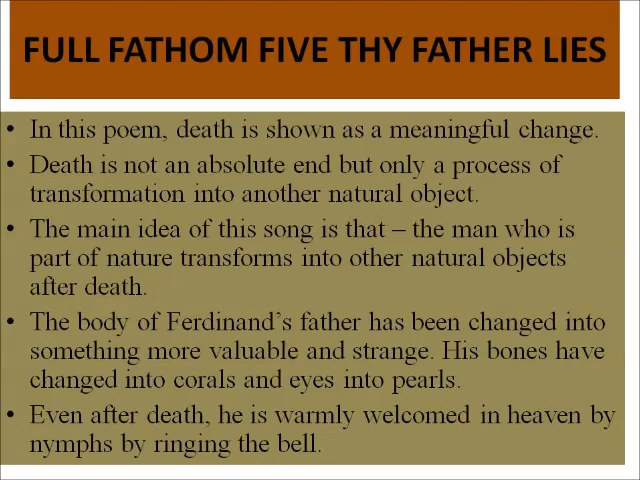 FULL FATHOM FIVE THY FATHER LIES
• In this poem, death is shown as a meaningful change.
• Death is not an absolute end but only a process of
transformation into another natural object.
• The main idea of this song is that – the man who is
part of nature transforms into other natural objects
after death.
• The body of Ferdinand’s father has been changed into
something more valuable and strange. His bones have
changed into corals and eyes into pearls.
• Even after death, he is warmly welcomed in heaven by
nymphs by ringing the bell.